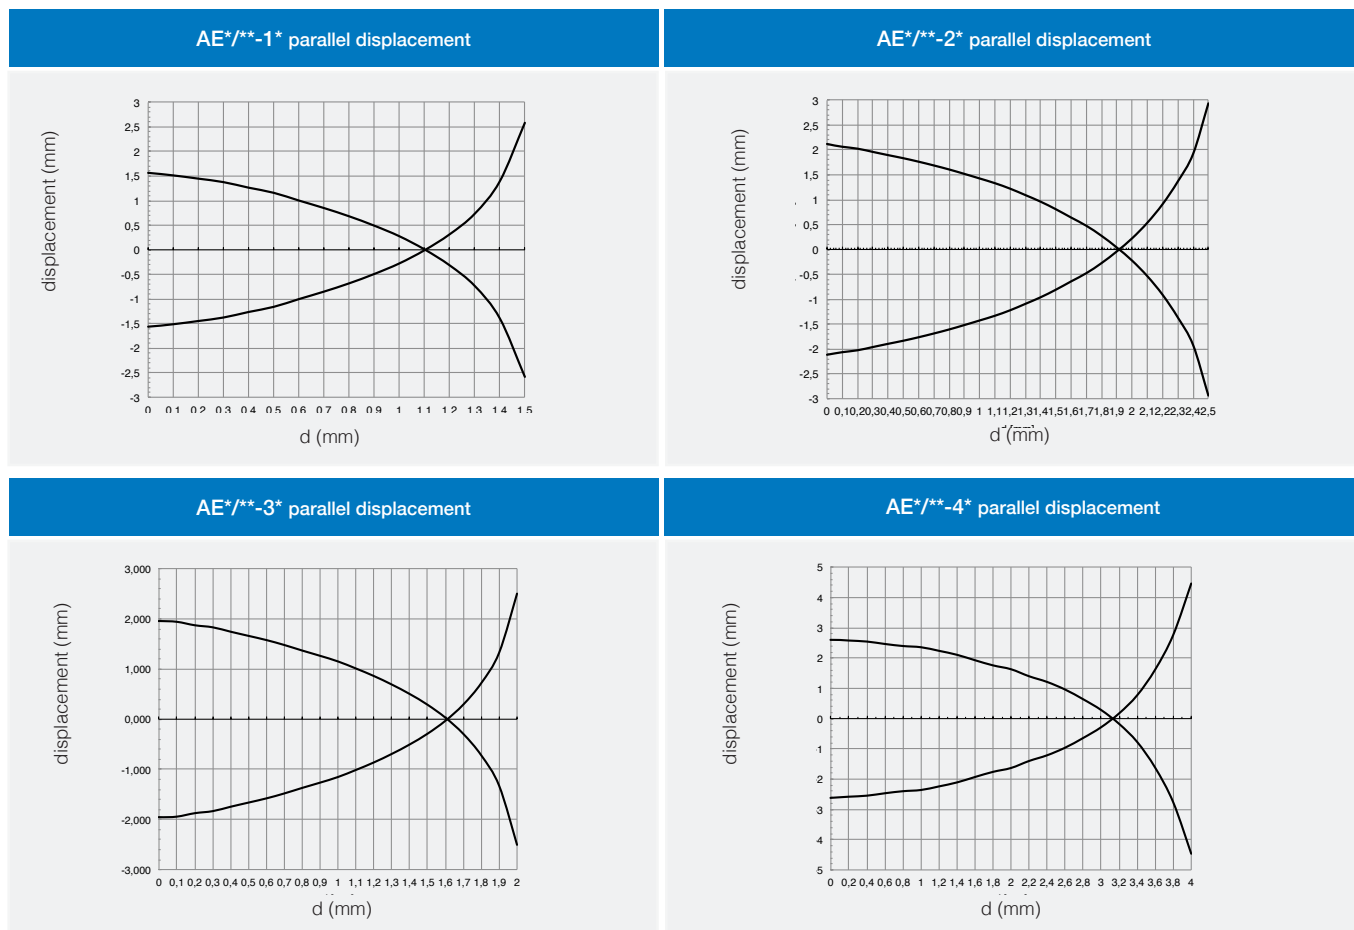 AE*/**-1* parallel displacement
displacement (mm)
3
2,5
2
1,5
1
0,5
0
-0,5
-1
-1,5
-2
-2,5
-3
0 0 1 0 2 0 3 0 4 0 5 0 6 0 7 0 8 0 9 1 1 1 1 2 1 3 1 4 1 5
d (mm)
AE*/**-2* parallel displacement
displacement (mm)
3
2,5
2
1,5
1
0,5
0
-0,5
-1
-1,5
-2
-2,5
-3
0 0,10,20,30,40,50,60,70,80,9 1 1,11,21,31,41,51,61,71,81,9 2 2,12,22,32,42,5
d (mm)
AE*/**-3* parallel displacement
displacement (mm)
3,000
2,000
1,000
0,000
-1,000
-2,000
-3,000
0 0,1 0,2 0,3 0,4 0,5 0,6 0,7 0,8 0,9 1 1,1 1,2 1,3 1,4 1,5 1,6 1,7 1,8 1,9 2
d (mm)
AE*/**-4* parallel displacement
displacement (mm)
5
4
3
2
1
0
1
2
3
4
5
0 0,2 0,4 0,6 0,8 1 1,2 1,4 1,6 1,8 2 2,2 2,4 2,6 2,8 3 3,2 3,4 3,6 3,8 4
d (mm)